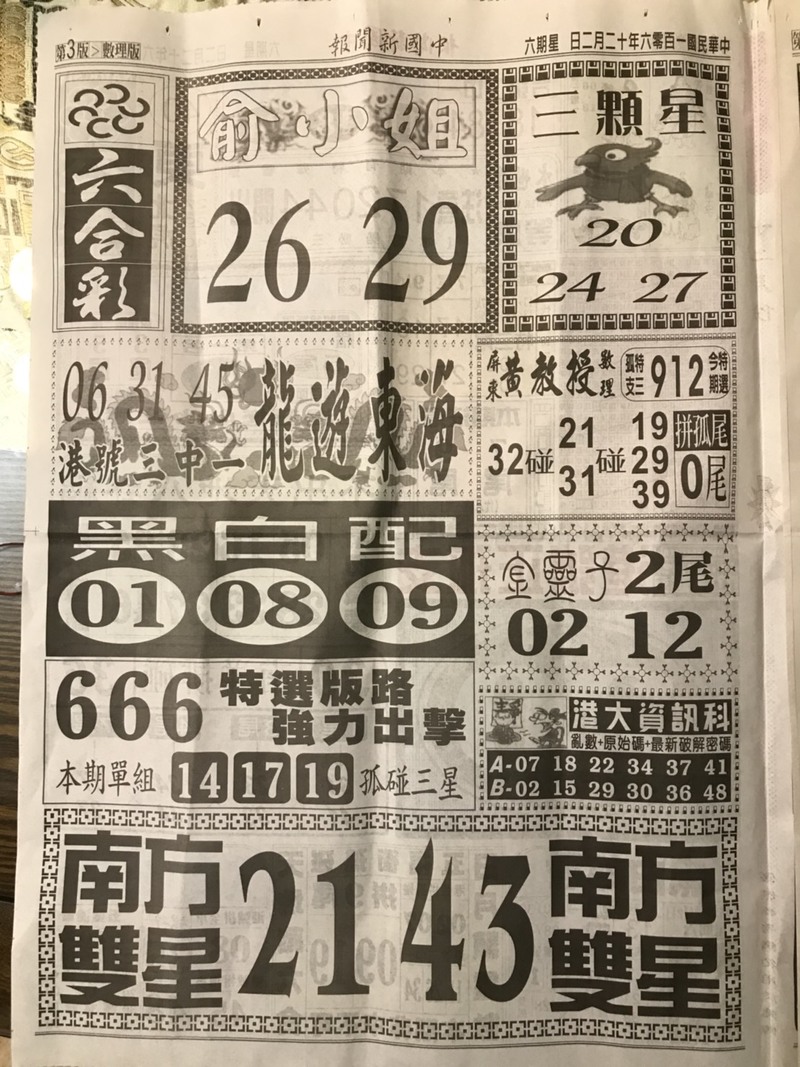 第3版>數理版
中國新聞報
中華民國一百零六年十二月二日 星期六
六合彩
俞小姐
26 29
三顆星
20
24 27
06 31 45
港號三中一
龍遊東海
屏東黃教授數理
孤特支三 912 今特期選
32碰 21 31 碰 19 29 39
拼孤尾
0尾
黑白配
01 08 09
金靈子 2尾
02 12
666 特選版路
強力出擊
本期單組 14 17 19 孤碰三星
港大資訊科
亂數+原始碼+最新破解密碼
A-07 18 22 34 37 41
B-02 15 29 30 36 48
南方雙星 2143 南方雙星